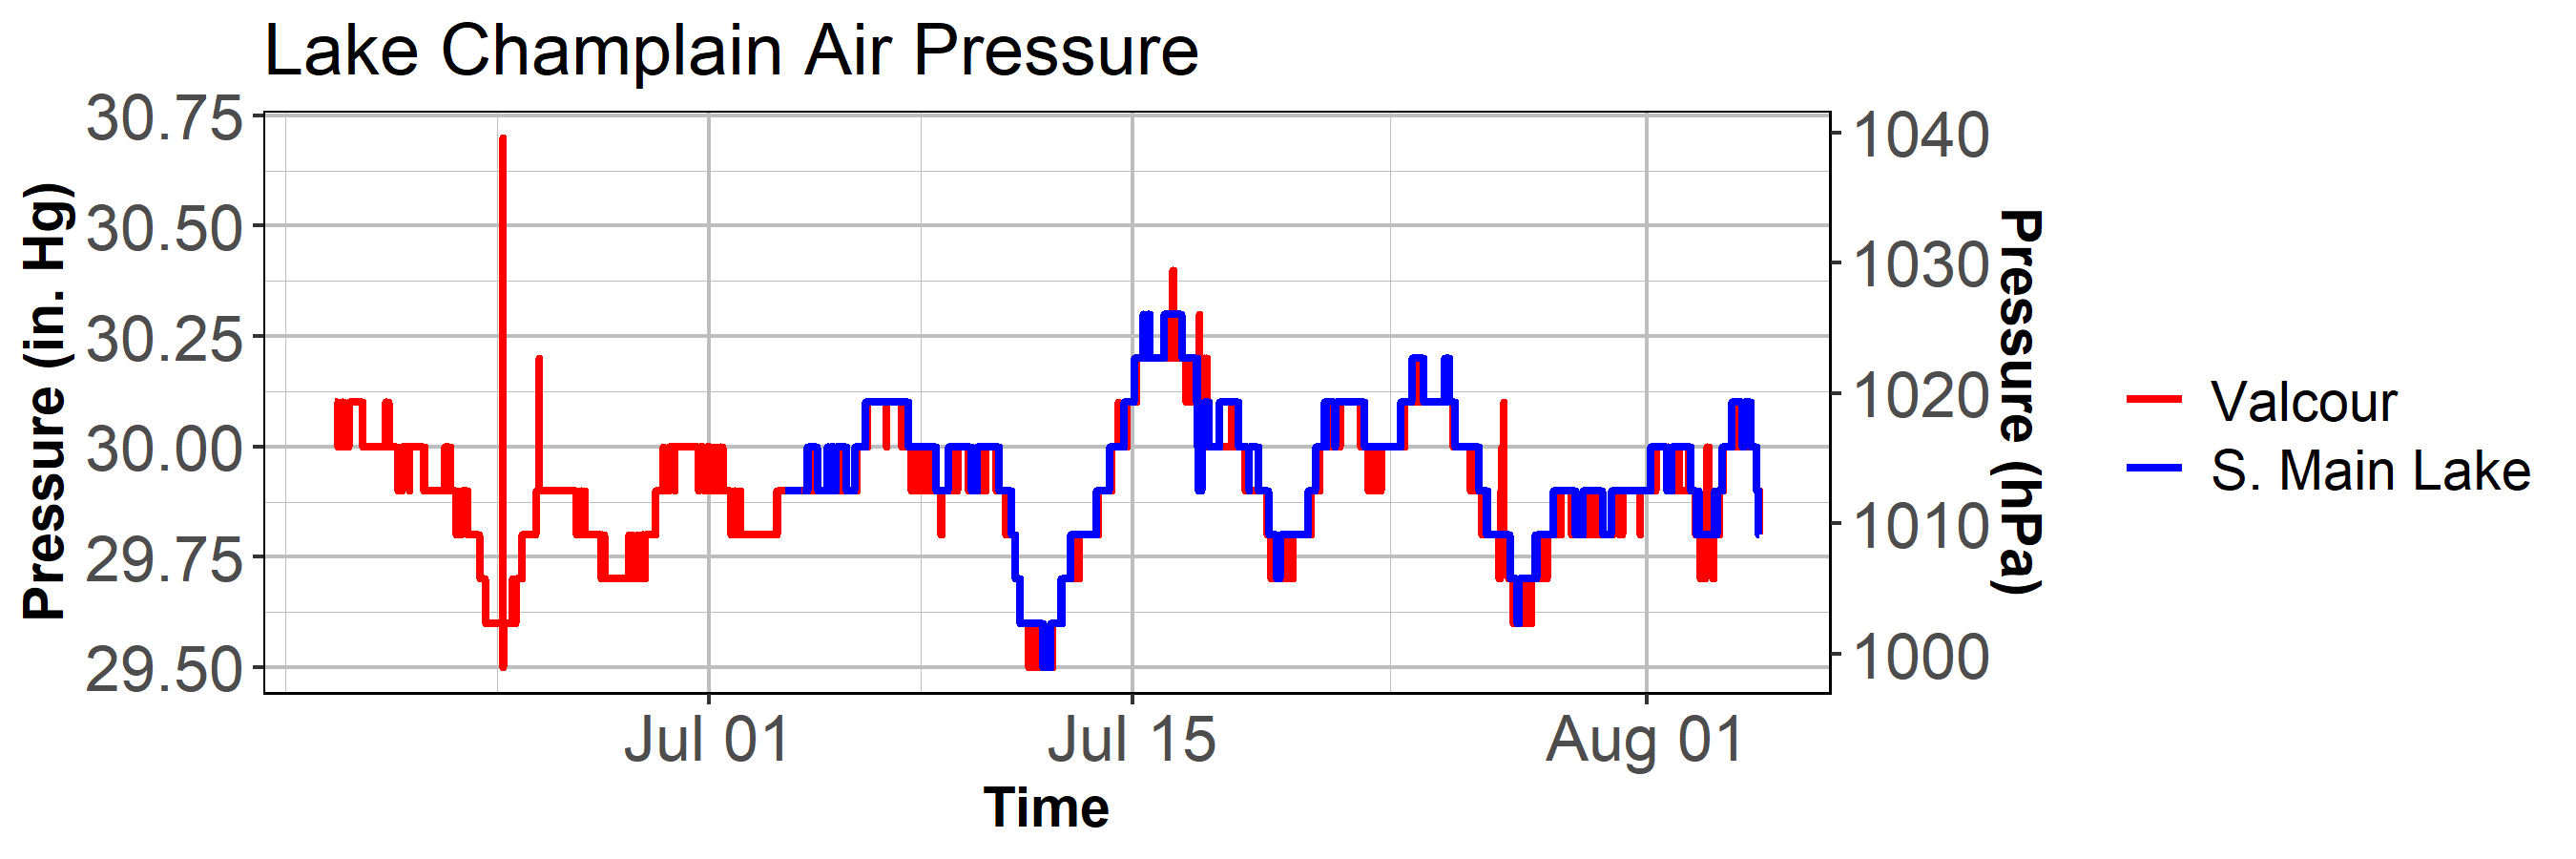 Lake Champlain Air Pressure
Pressure (in. Hg)
30.75
30.50
30.25
30.00
29.75
29.50
1040
1030
1020
1010
1000
Pressure (hPa)
Valcour
S. Main Lake
Jul 01
Jul 15
Aug 01
Time